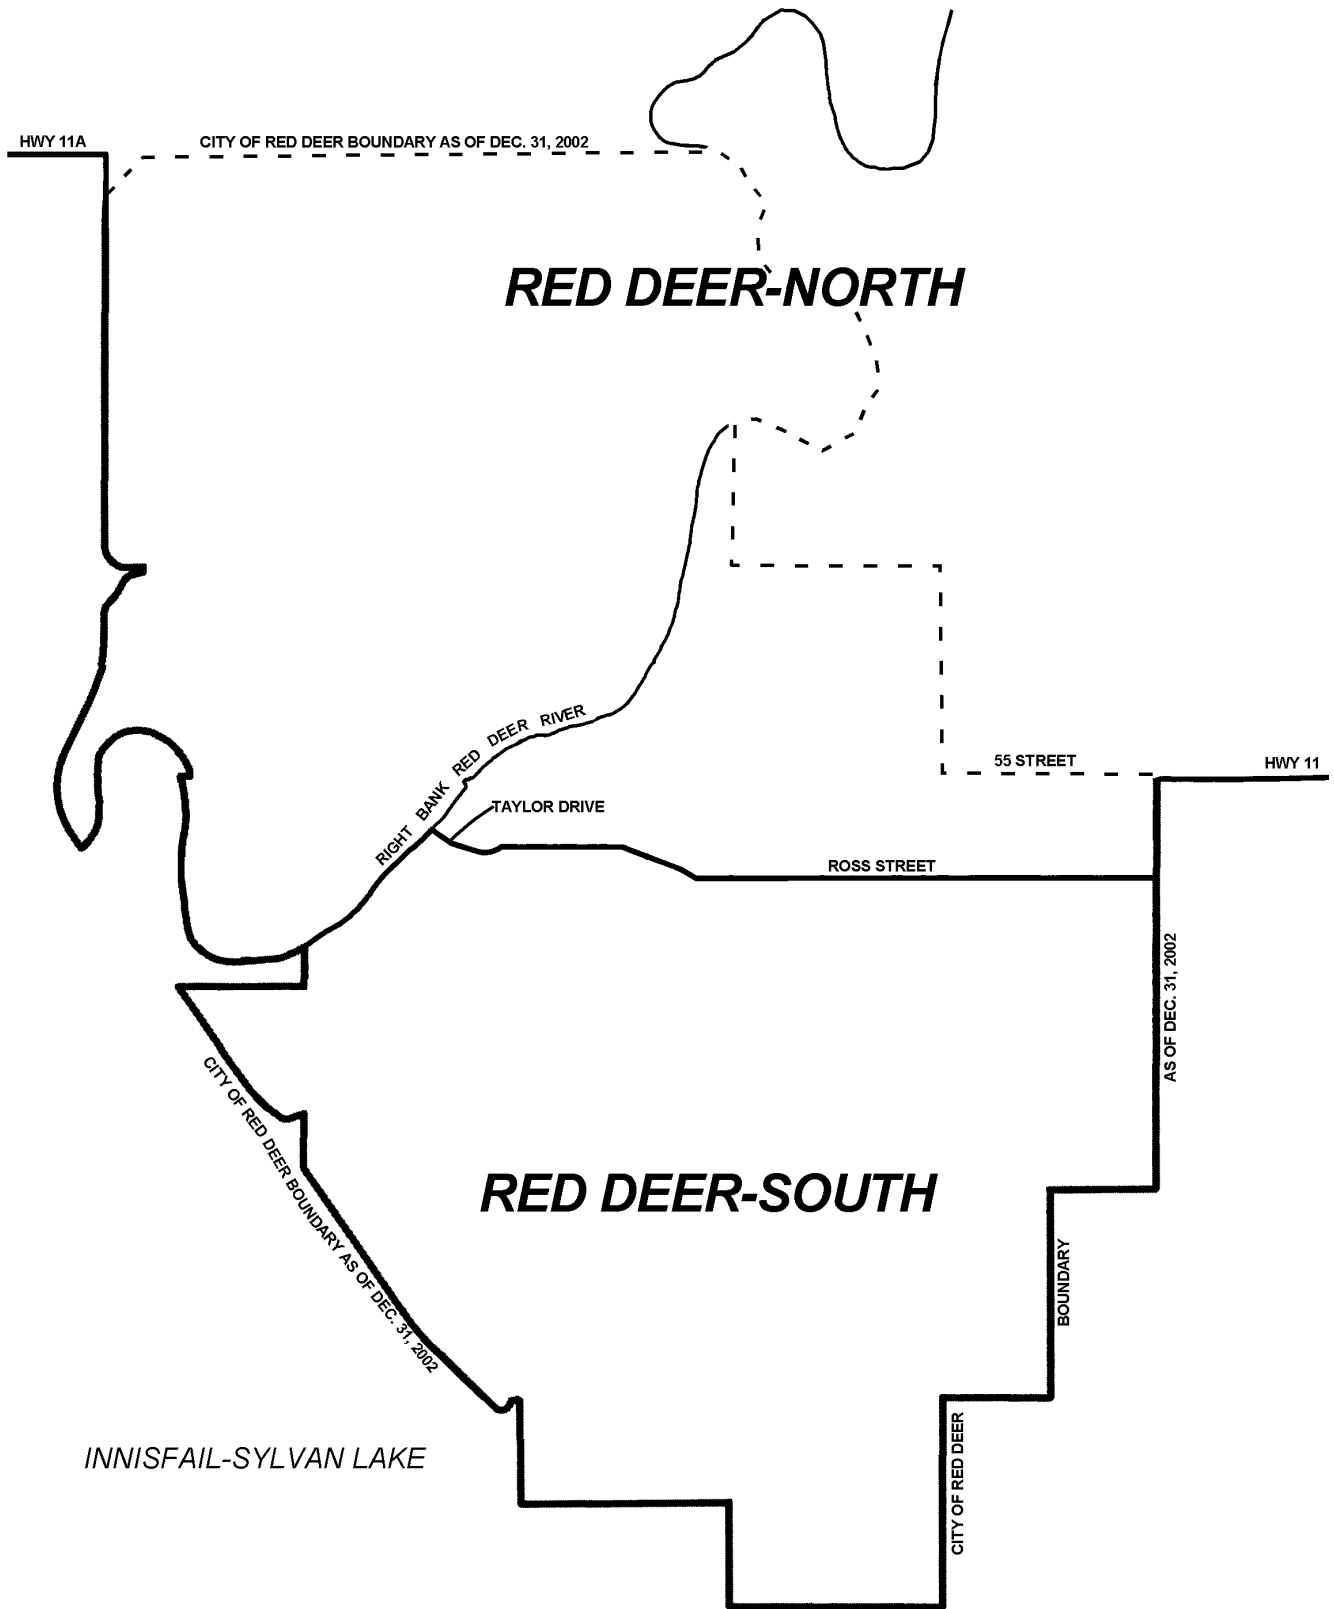 HWY 11A
CITY OF RED DEER BOUNDARY AS OF DEC. 31, 2002
RED DEER-NORTH
RIGHT BANK RED DEER RIVER
55 STREET
HWY 11
TAYLOR DRIVE
ROSS STREET
AS OF DEC. 31, 2002
CITY OF RED DEER BOUNDARY AS OF DEC. 31, 2002
RED DEER-SOUTH
BOUNDARY
CITY OF RED DEER
INNISFAIL-SYLVAN LAKE